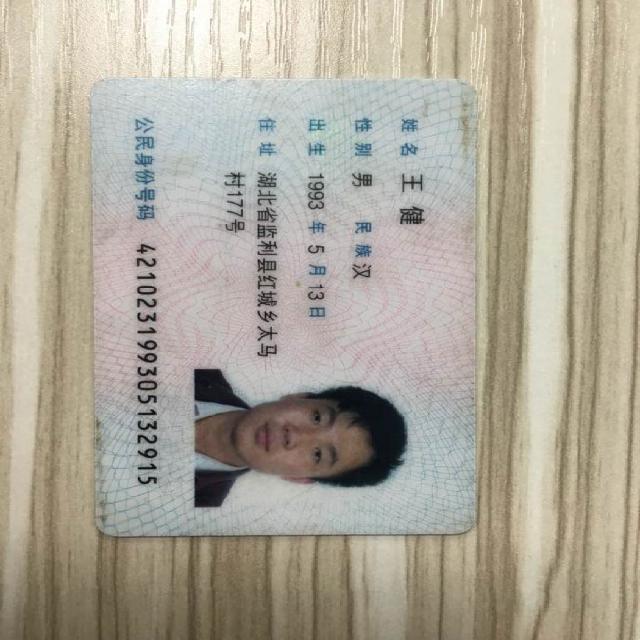 姓名 王健
性别 男 民族 汉
出生 1993 年 5 月 13 日
住址 湖北省监利县红城乡大马
村177号
公民身份号码 421023199305132915